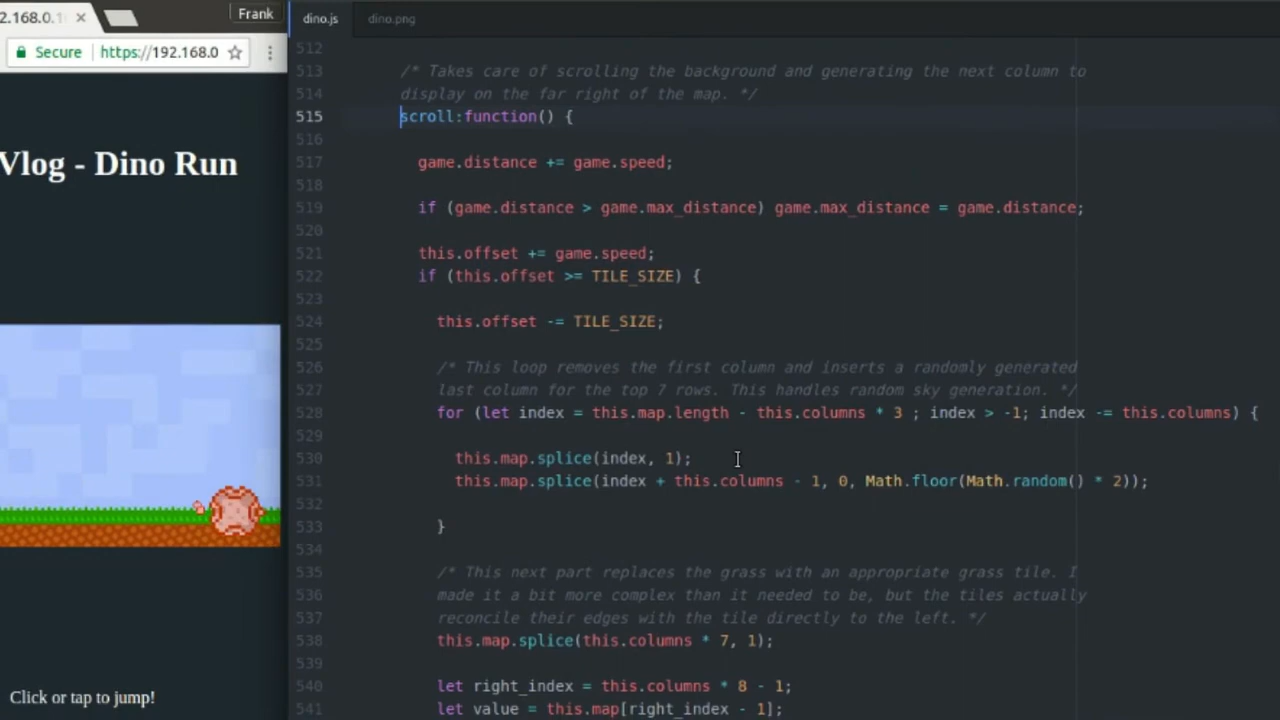 2.168.0.1
Frank
Secure
https://192.168.0
Vlog - Dino Run
Click or tap to jump!
dino.js
dino.png
512
513 /* Takes care of scrolling the background and generating the next column to
514 display on the far right of the map. */
515 scroll:function() {
516
517 game.distance += game.speed;
518
519 if (game.distance > game.max_distance) game.max_distance = game.distance;
520
521 this.offset += game.speed;
522 if (this.offset >= TILE_SIZE) {
523
524 this.offset -= TILE_SIZE;
525
526 /* This loop removes the first column and inserts a randomly generated
527 last column for the top 7 rows. This handles random sky generation. */
528 for (let index = this.map.length - this.columns * 3 ; index > -1; index -= this.columns) {
529
530 this.map.splice(index, 1);
531 this.map.splice(index + this.columns - 1, 0, Math.floor(Math.random() * 2));
532
533 }
534
535 /* This next part replaces the grass with an appropriate grass tile. I
536 made it a bit more complex than it needed to be, but the tiles actually
537 reconcile their edges with the tile directly to the left. */
538 this.map.splice(this.columns * 7, 1);
539
540 let right_index = this.columns * 8 - 1;
541 let value = this.map[right_index - 1];